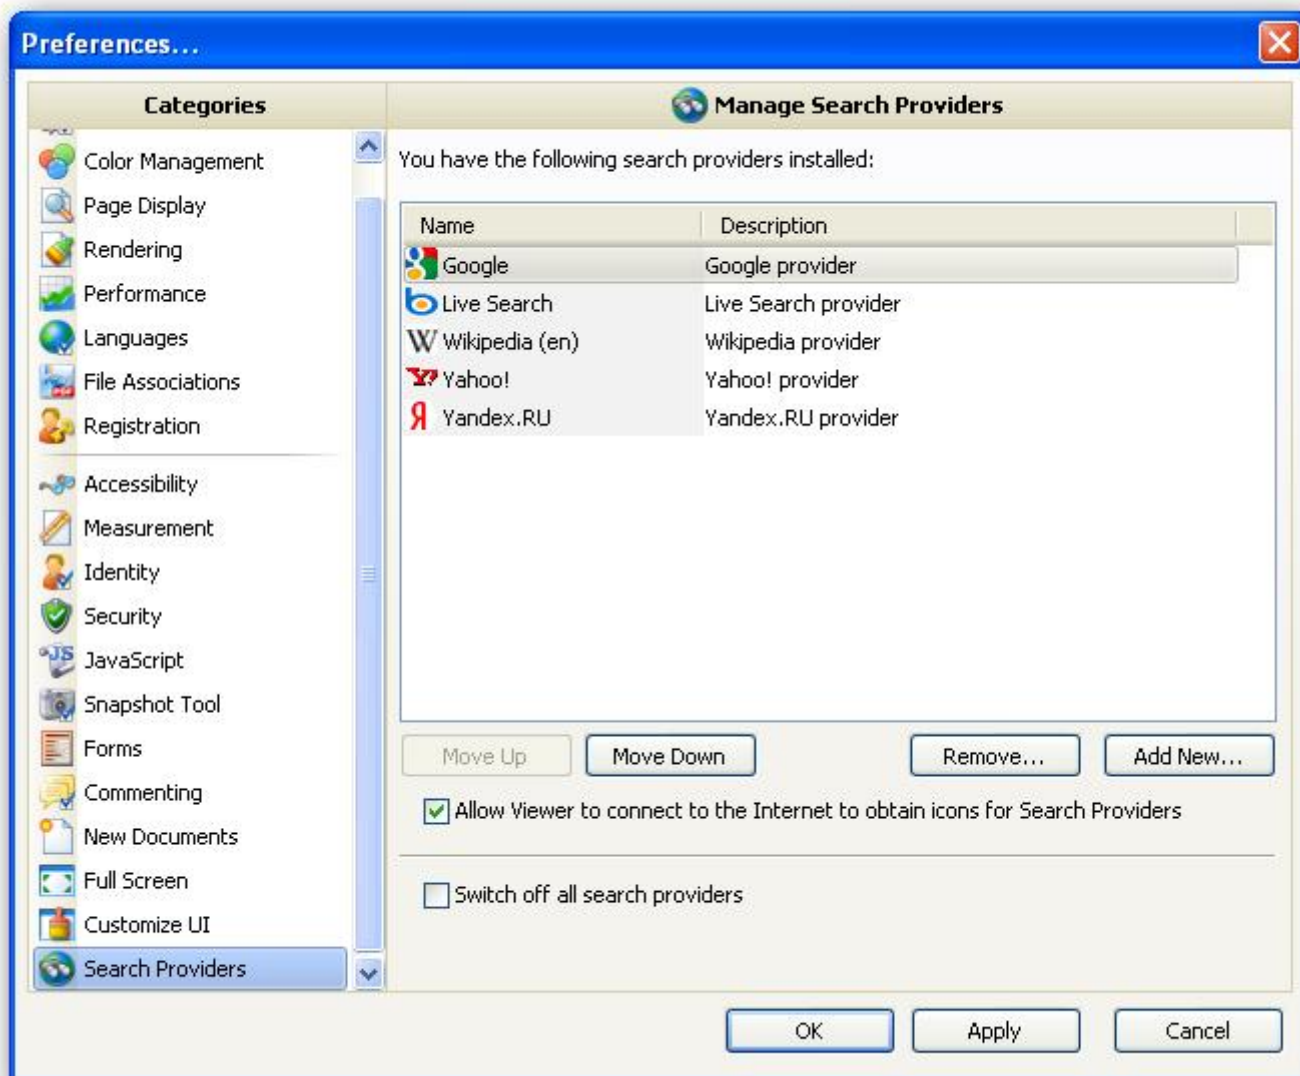 Preferences...
Categories
Color Management
Page Display
Rendering
Performance
Languages
File Associations
Registration
Accessibility
Measurement
Identity
Security
JavaScript
Snapshot Tool
Forms
Commenting
New Documents
Full Screen
Customize UI
Search Providers
Manage Search Providers
You have the following search providers installed:
Name Description
Google Google provider
Live Search Live Search provider
Wikipedia (en) Wikipedia provider
Yahoo! Yahoo! provider
Yandex.RU Yandex.RU provider
Move Up Move Down Remove... Add New...
Allow Viewer to connect to the Internet to obtain icons for Search Providers
Switch off all search providers
OK Apply Cancel